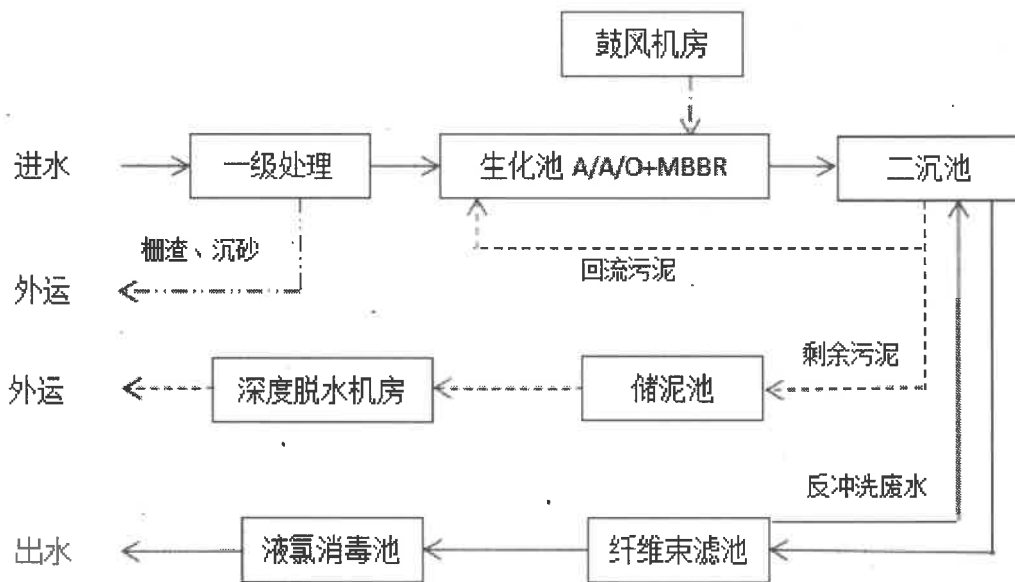 鼓风机房
进水
一级处理
生化池 A/A/O+MBBR
二沉池
栅渣、沉砂
回流污泥
外运
剩余污泥
外运
深度脱水机房
储泥池
反冲洗废水
出水
液氯消毒池
纤维束滤池